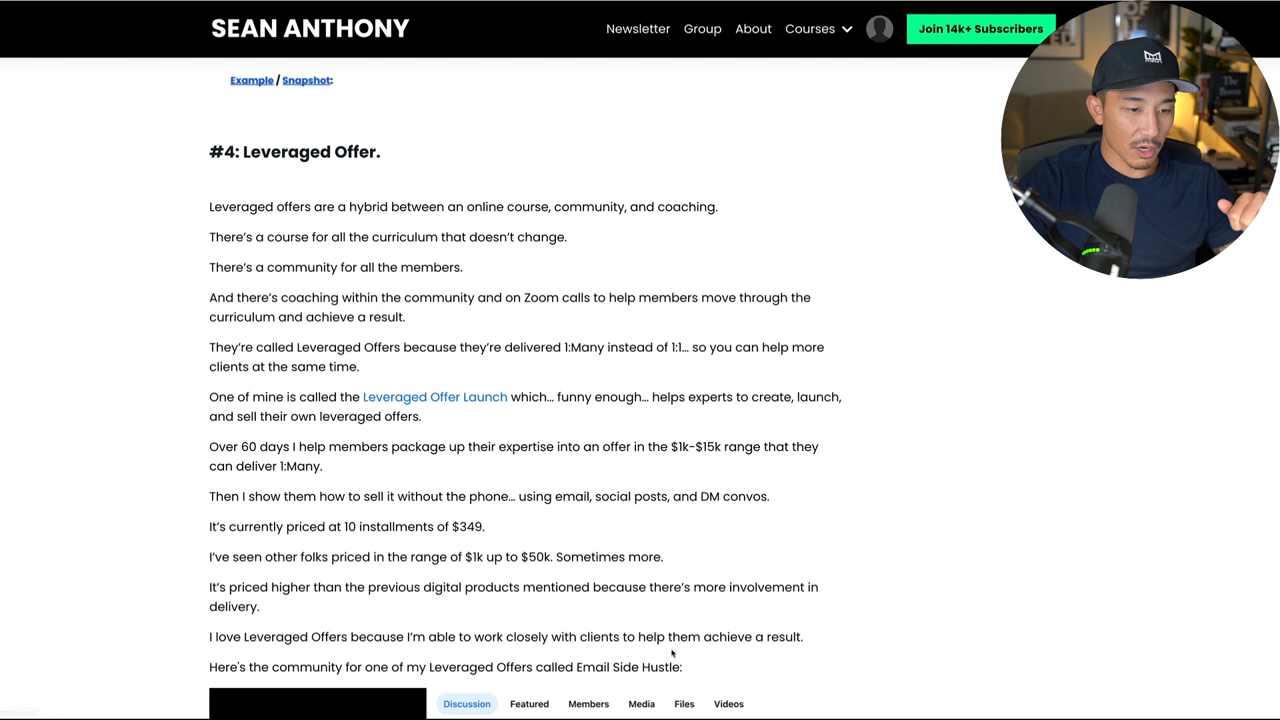 SEAN ANTHONY
Newsletter Group About Courses
Join 14k+ Subscribers
Example / Snapshot:
#4: Leveraged Offer.
Leveraged offers are a hybrid between an online course, community, and coaching.
There’s a course for all the curriculum that doesn’t change.
There’s a community for all the members.
And there’s coaching within the community and on Zoom calls to help members move through the
curriculum and achieve a result.
They’re called Leveraged Offers because they’re delivered 1:Many instead of 1:1… so you can help more
clients at the same time.
One of mine is called the Leveraged Offer Launch which… funny enough… helps experts to create, launch,
and sell their own leveraged offers.
Over 60 days I help members package up their expertise into an offer in the $1k-$15k range that they
can deliver 1:Many.
Then I show them how to sell it without the phone… using email, social posts, and DM convos.
It’s currently priced at 10 installments of $349.
I’ve seen other folks priced in the range of $1k up to $50k. Sometimes more.
It’s priced higher than the previous digital products mentioned because there’s more involvement in
delivery.
I love Leveraged Offers because I’m able to work closely with clients to help them achieve a result.
Here's the community for one of my Leveraged Offers called Email Side Hustle:
Discussion Featured Members Media Files Videos